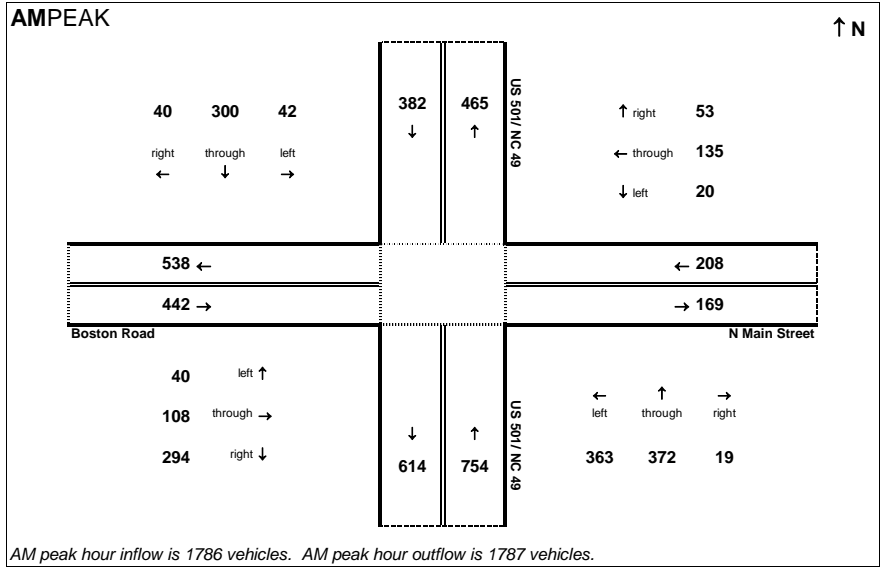 AMPEAK
↑ N
40 300 42
right through left
← ↓ →
382 465
↓ ↑
US 501/ NC 49
↑ right 53
← through 135
↓ left 20
538 ←
442 →
← 208
→ 169
Boston Road
N Main Street
40 left ↑
108 through →
294 right ↓
↓ ↑
614 754
US 501/ NC 49
← ↑ →
left through right
363 372 19
AM peak hour inflow is 1786 vehicles. AM peak hour outflow is 1787 vehicles.